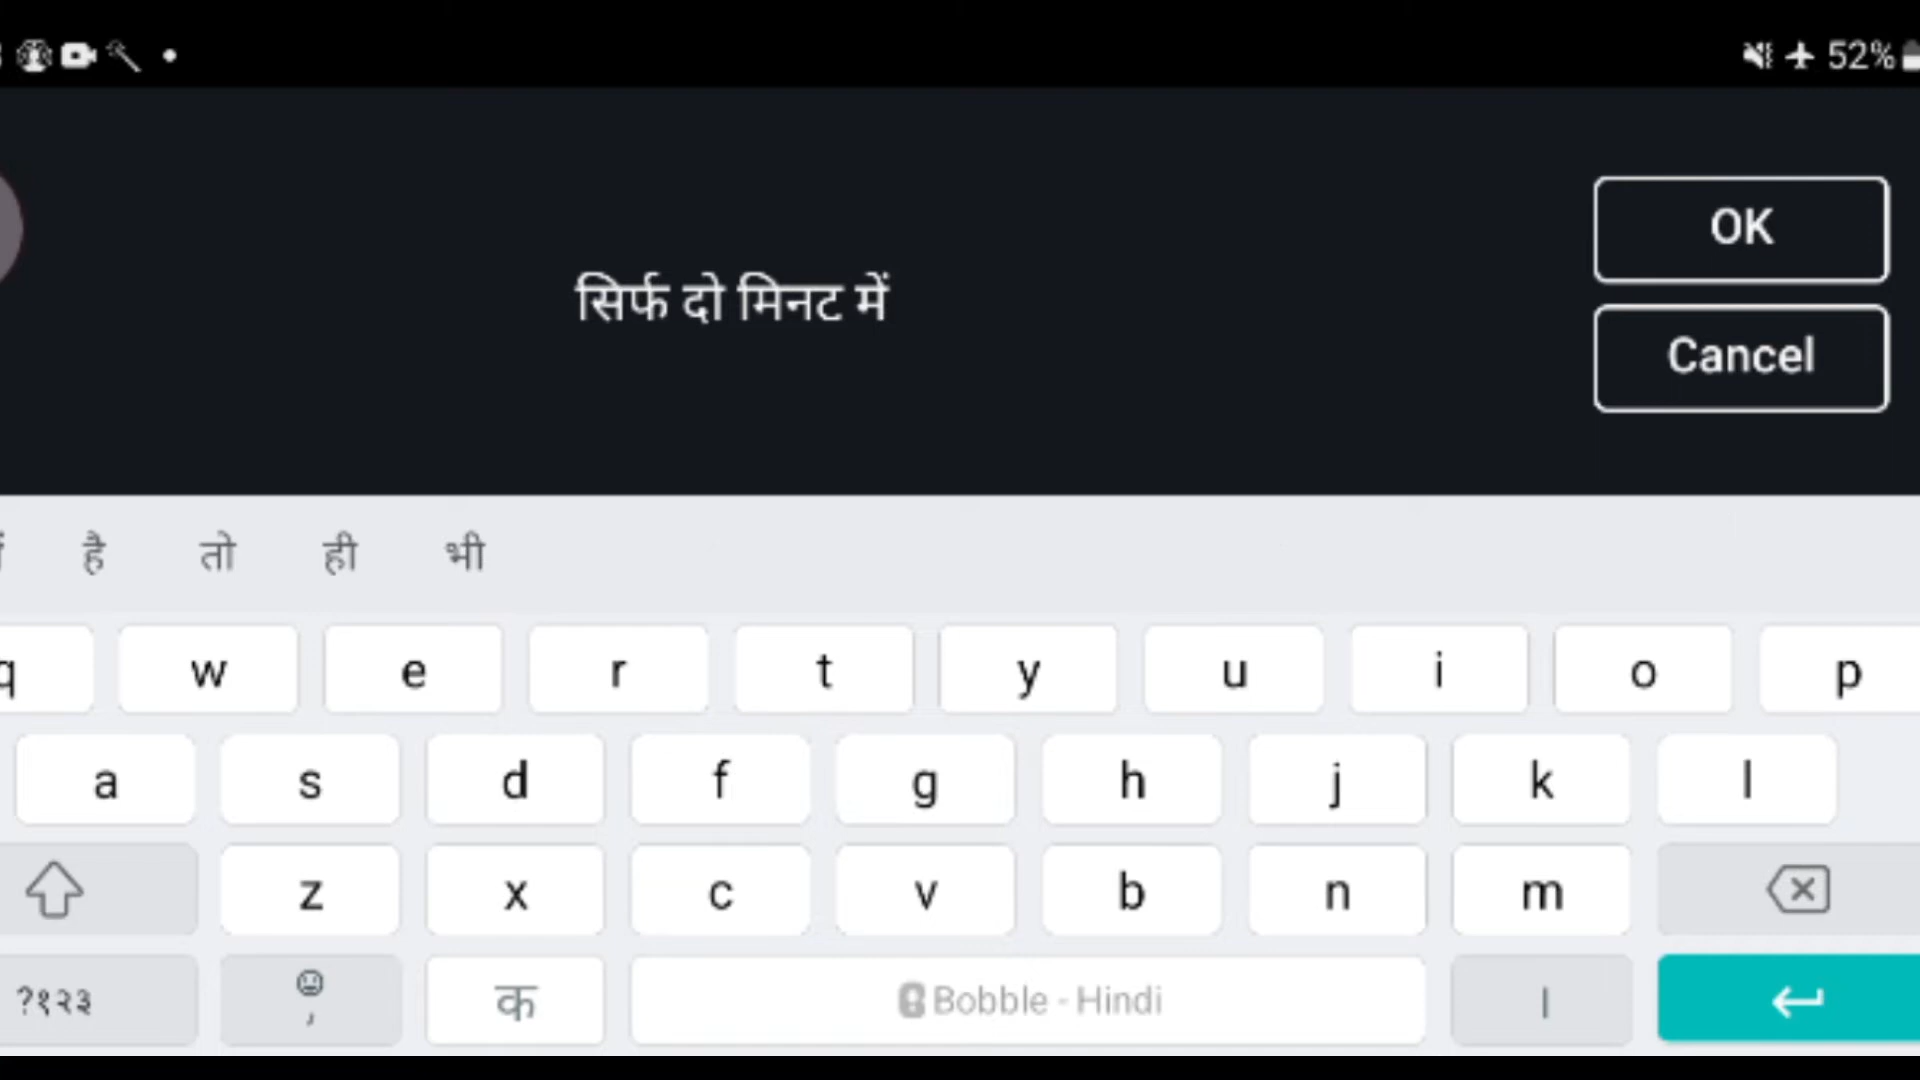 52%
OK
सिर्फ दो मिनट में
Cancel
है तो ही भी
q w e r t y u i o p
a s d f g h j k l
z x c v b n m
?१२३ , क Bobble - Hindi |